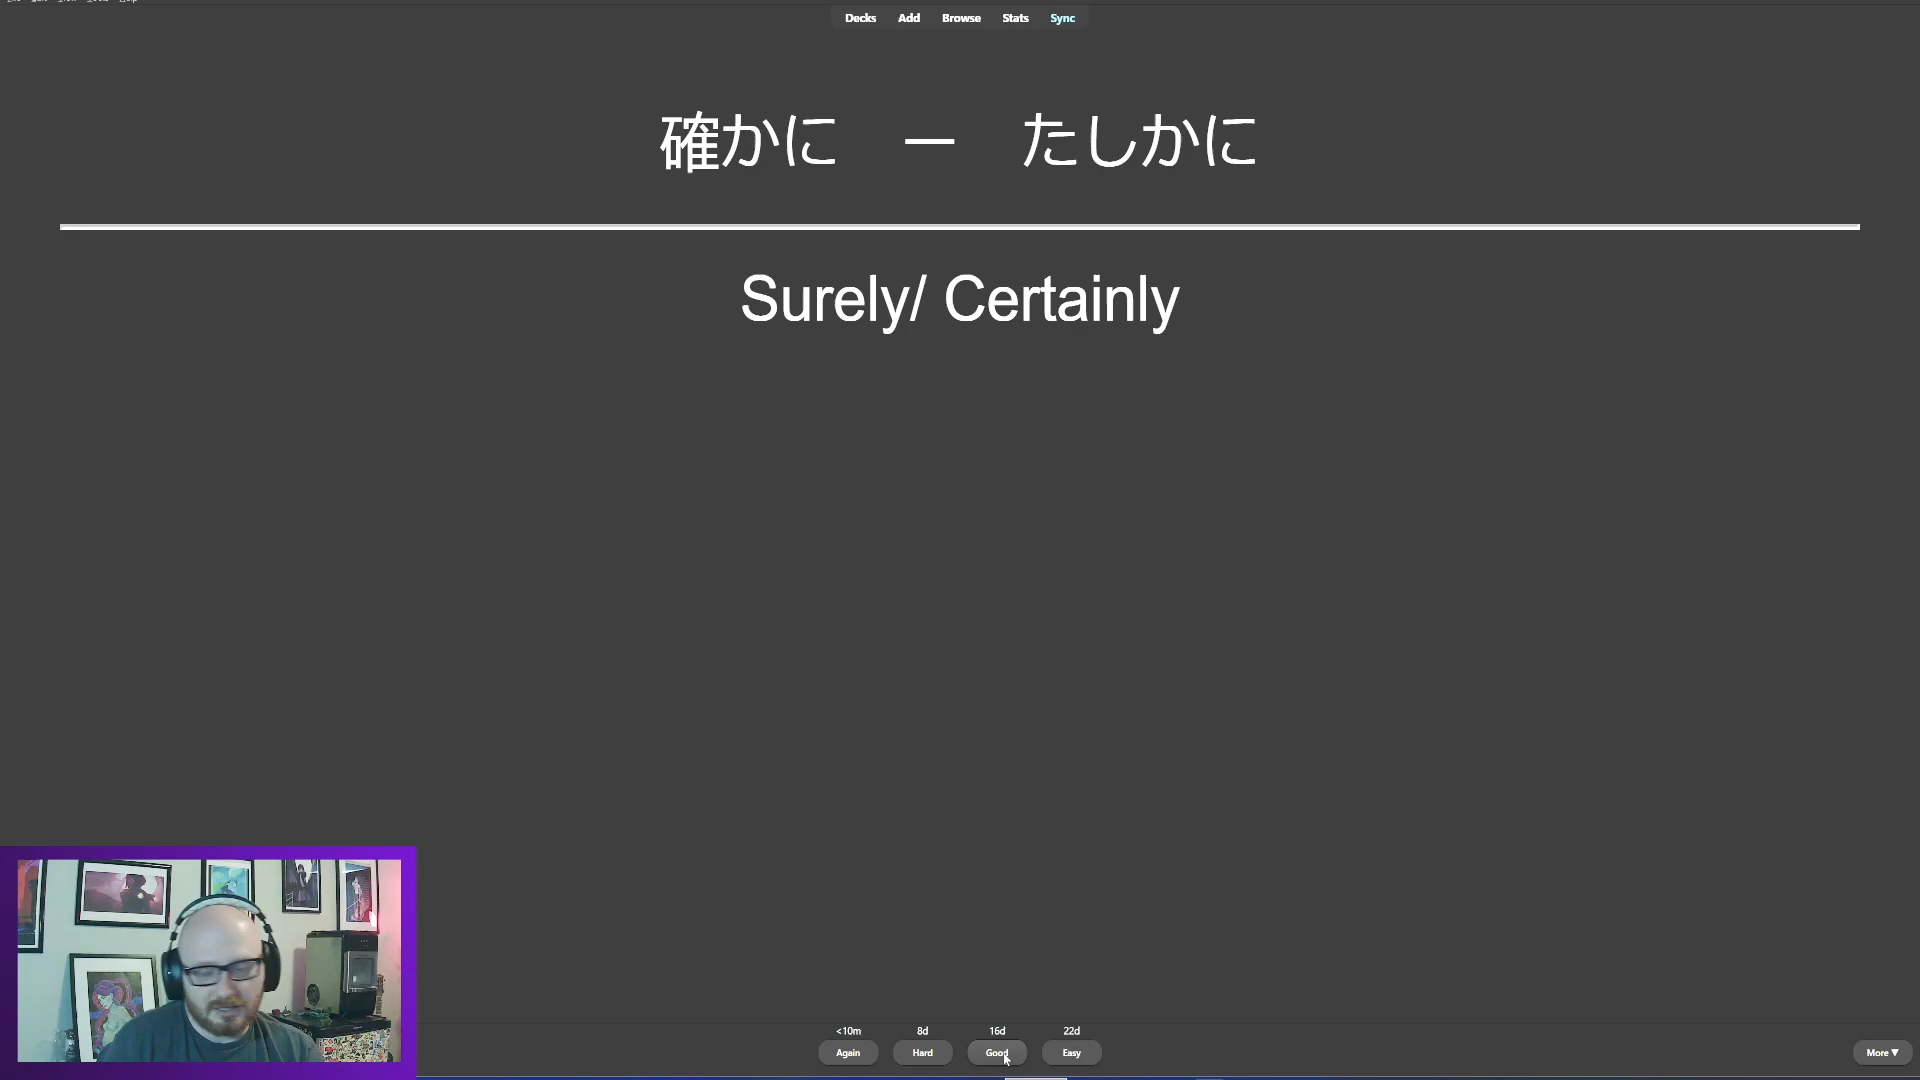 Decks Add Browse Stats Sync
確かに ー たしかに
Surely/ Certainly
<10m 8d 16d 22d
Again Hard Good Easy More ▼